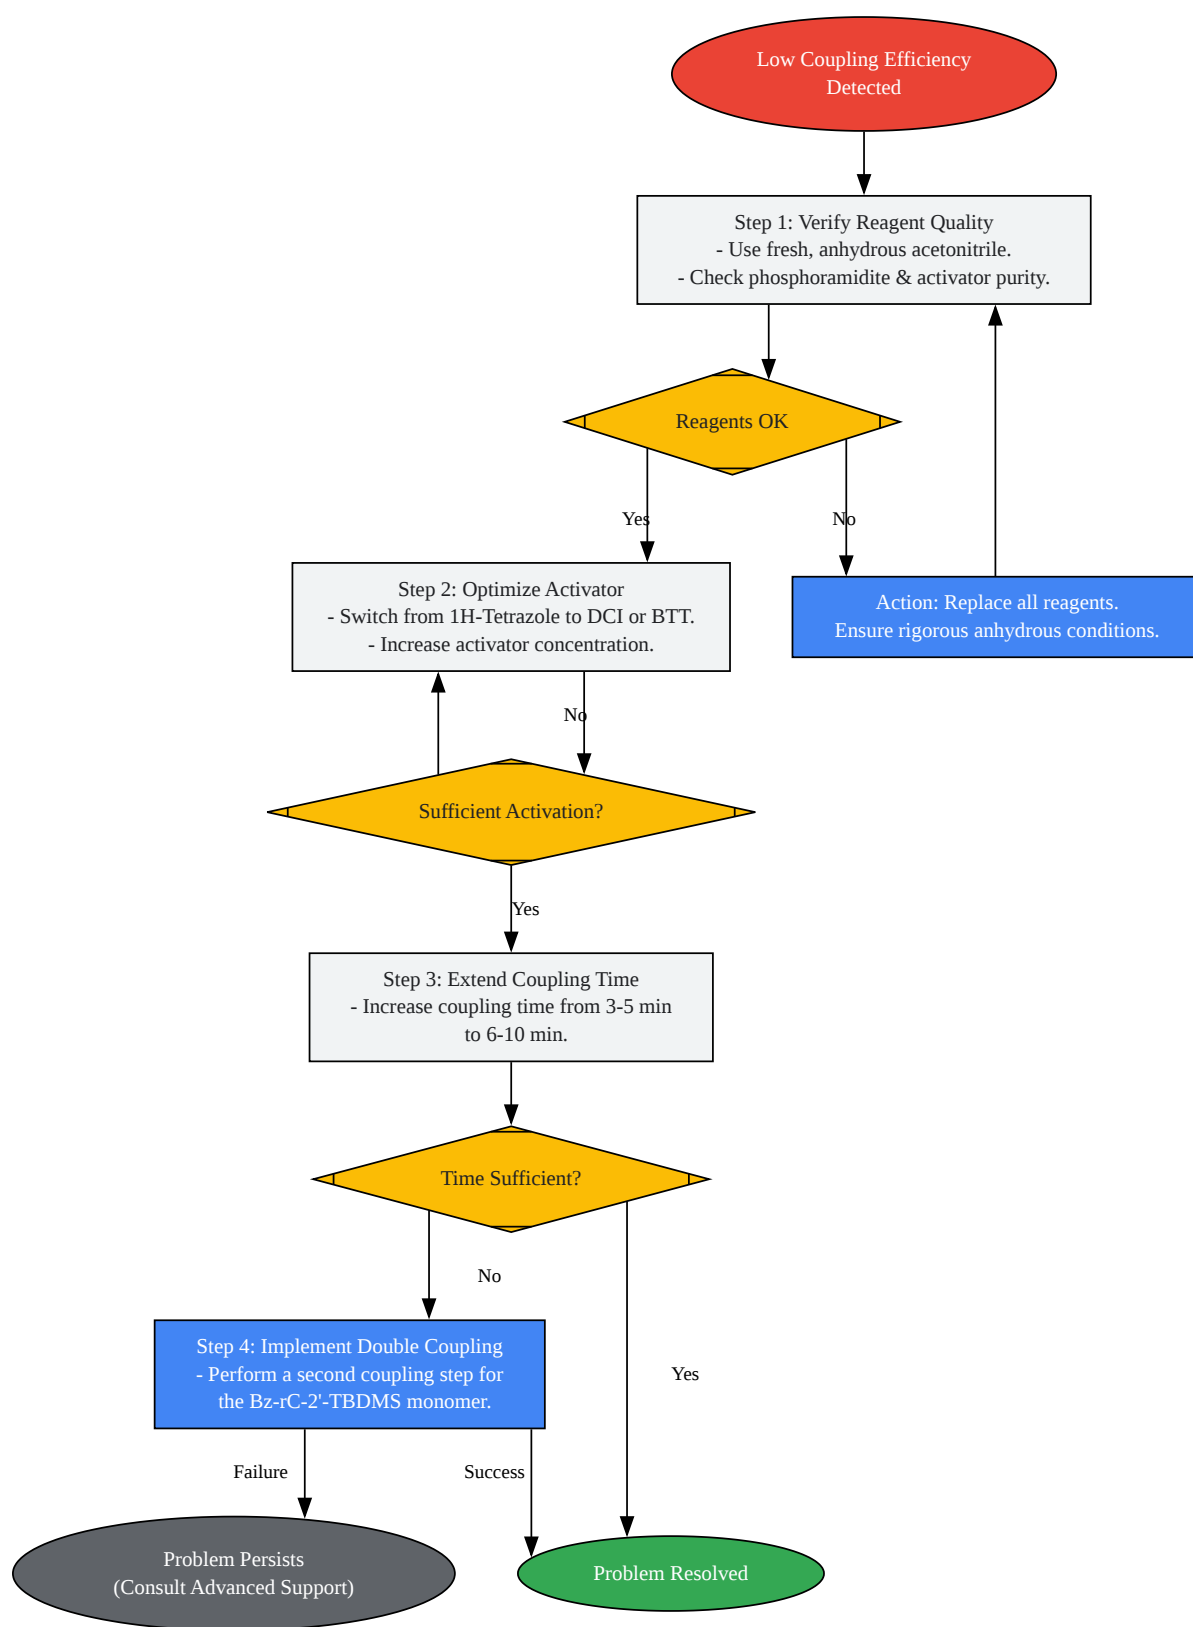 Low Coupling Efficiency
Detected
Step 1: Verify Reagent Quality
- Use fresh, anhydrous acetonitrile.
- Check phosphoramidite & activator purity.
Reagents OK
Yes
No
Step 2: Optimize Activator
- Switch from 1H-Tetrazole to DCI or BTT.
- Increase activator concentration.
Action: Replace all reagents.
Ensure rigorous anhydrous conditions.
No
Sufficient Activation?
Yes
Step 3: Extend Coupling Time
- Increase coupling time from 3-5 min
to 6-10 min.
Time Sufficient?
No
Step 4: Implement Double Coupling
- Perform a second coupling step for
the Bz-rC-2'-TBDMS monomer.
Yes
Failure
Success
Problem Persists
(Consult Advanced Support)
Problem Resolved